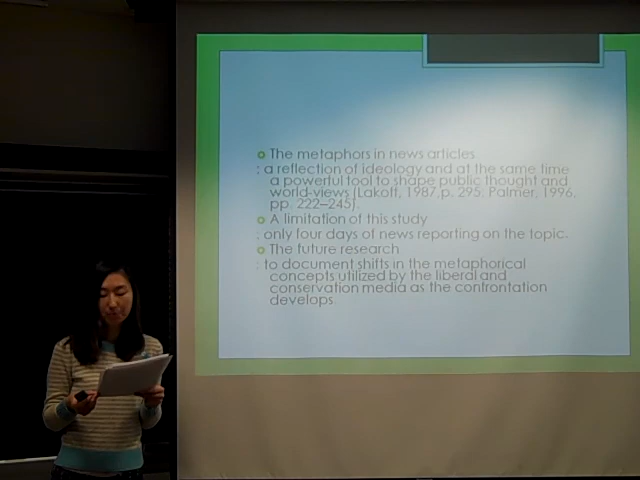 The metaphors in news articles
: a reflection of ideology and at the same time
a powerful tool to shape public thought and
world-views (Lakoff, 1987,p. 295, Palmer, 1996,
pp. 222–245).
A limitation of this study
: only four days of news reporting on the topic.
The future research
: to document shifts in the metaphorical
concepts utilized by the liberal and
conservation media as the confrontation
develops.